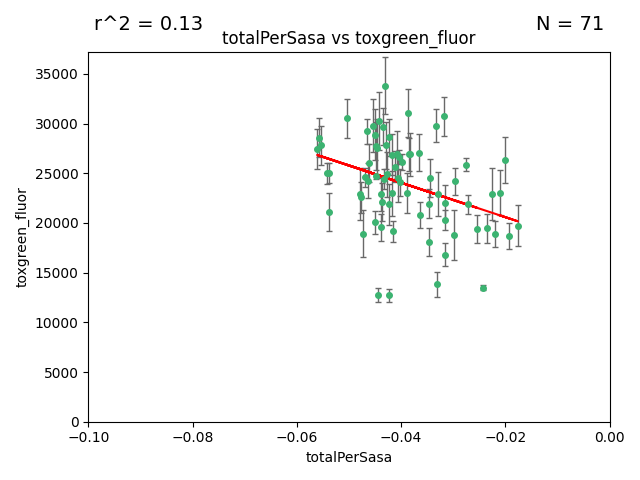 r^2 = 0.13
N = 71
totalPerSasa vs toxgreen_fluor
toxgreen_fluor
35000
30000
25000
20000
15000
10000
5000
0
−0.10
−0.08
−0.06
−0.04
−0.02
0.00
totalPerSasa